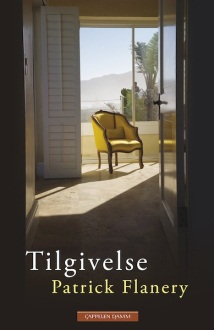 Tilgivelse
Patrick Flanery
CAPPELEN DAMM